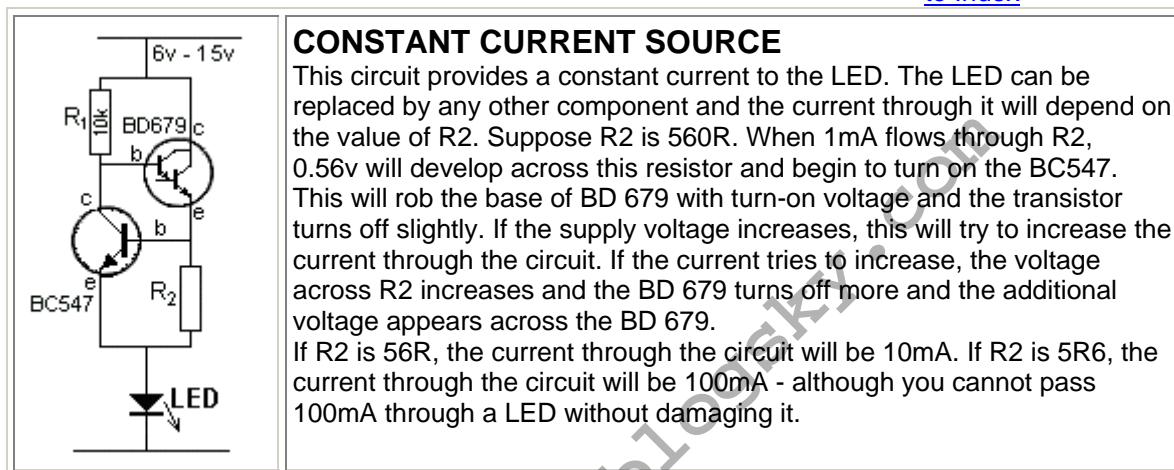 to Index
6v - 15v
R1
10k
BD679
c
b
e
c
b
e
BC547
R2
LED
CONSTANT CURRENT SOURCE
This circuit provides a constant current to the LED. The LED can be
replaced by any other component and the current through it will depend on
the value of R2. Suppose R2 is 560R. When 1mA flows through R2,
0.56v will develop across this resistor and begin to turn on the BC547.
This will rob the base of BD 679 with turn-on voltage and the transistor
turns off slightly. If the supply voltage increases, this will try to increase the
current through the circuit. If the current tries to increase, the voltage
across R2 increases and the BD 679 turns off more and the additional
voltage appears across the BD 679.
If R2 is 56R, the current through the circuit will be 10mA. If R2 is 5R6, the
current through the circuit will be 100mA - although you cannot pass
100mA through a LED without damaging it.
blogsky.com